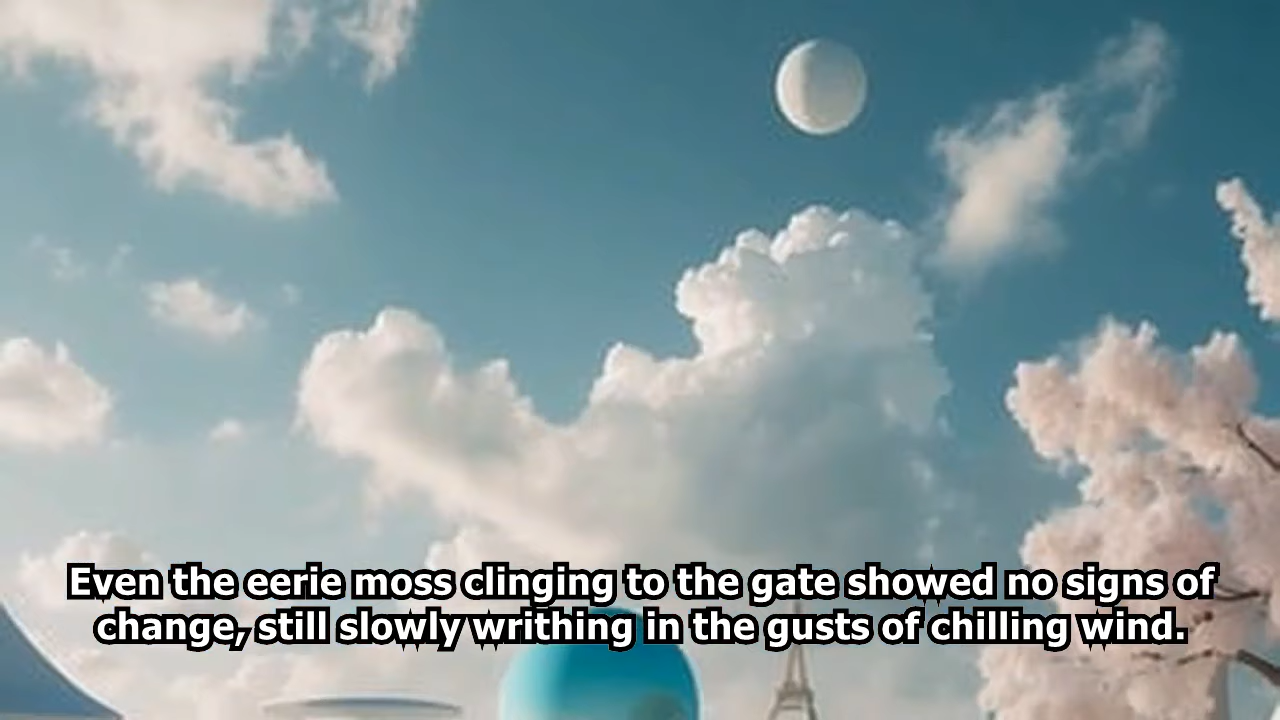 Even the eerie moss clinging to the gate showed no signs of
change, still slowly writhing in the gusts of chilling wind.